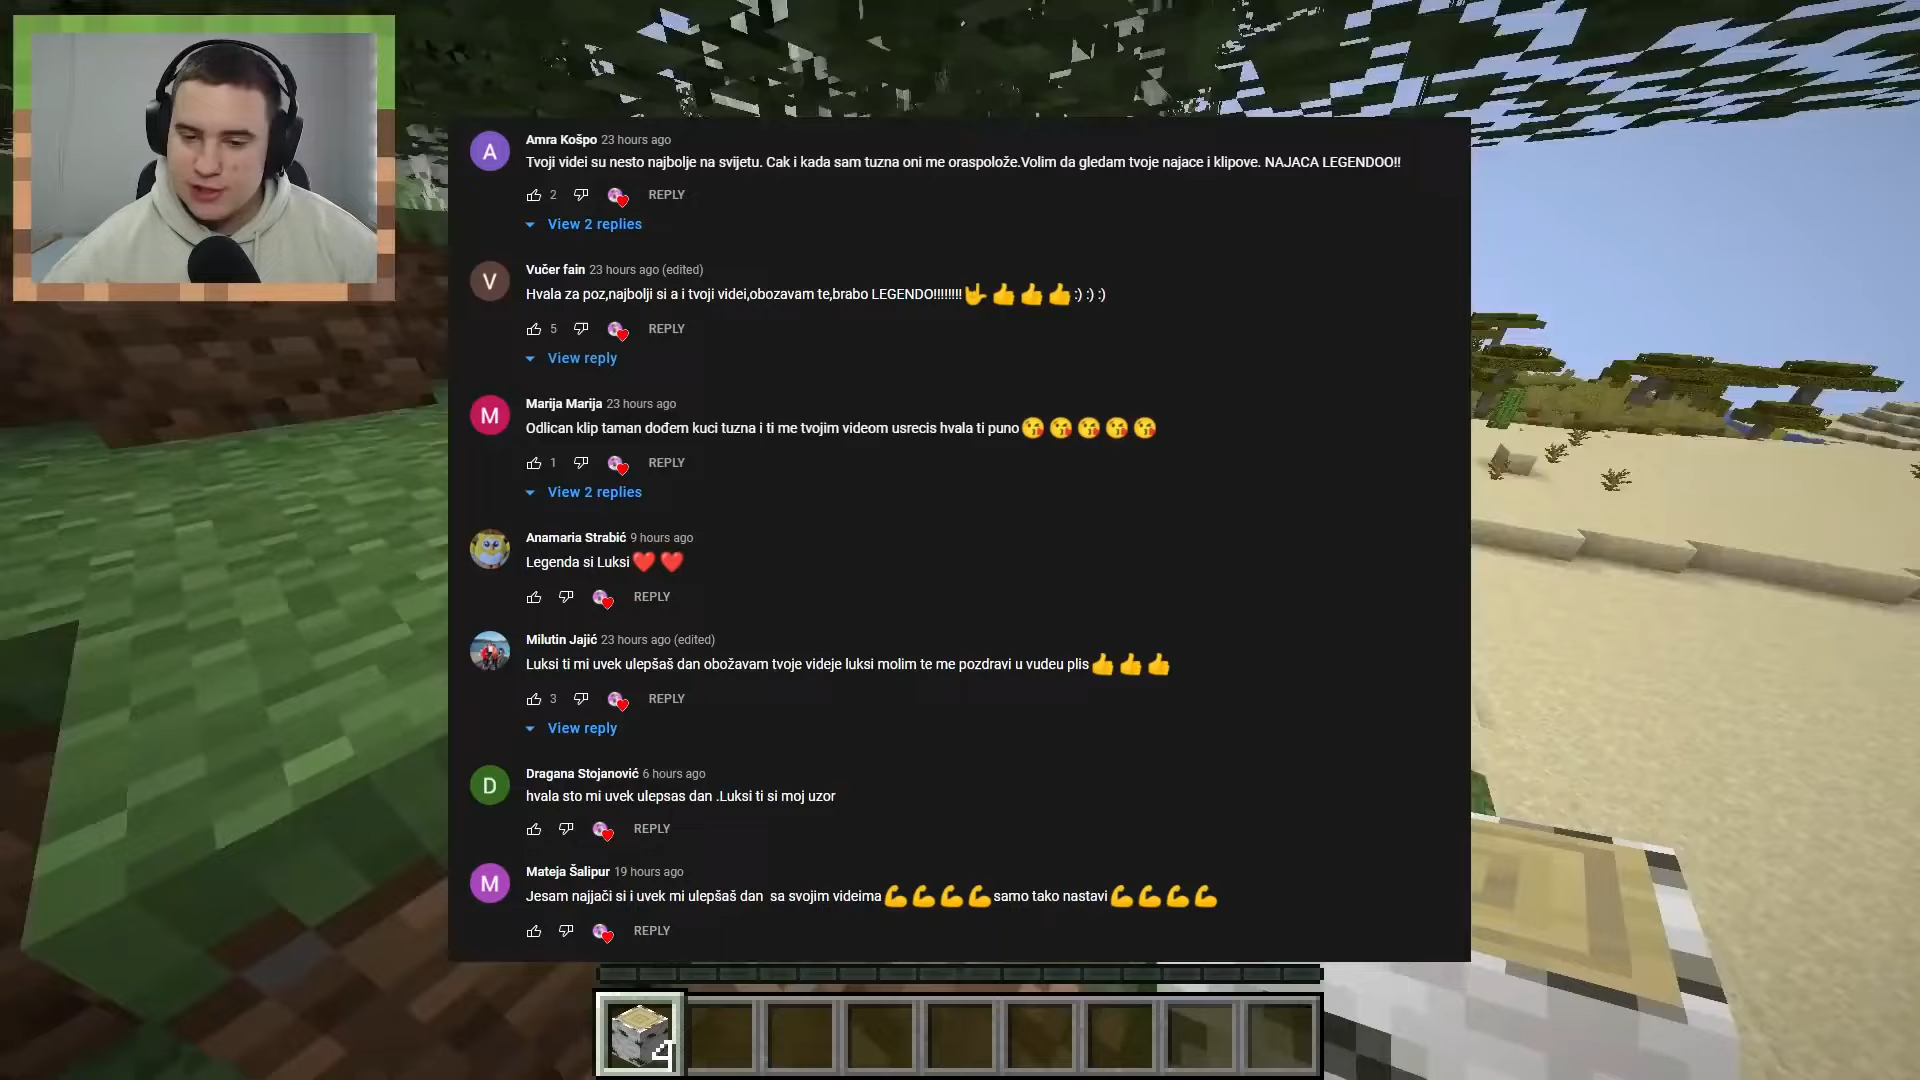 Amra Košpo 23 hours ago
Tvoji videi su nesto najbolje na svijetu. Cak i kada sam tuzna oni me oraspolože.Volim da gledam tvoje najace i klipove. NAJACA LEGENDOO!!
2 REPLY
View 2 replies
Vučer fain 23 hours ago (edited)
Hvala za poz,najbolji si a i tvoji videi,obozavam te,brabo LEGENDO!!!!!!!!🤟👍👍👍:) :) :)
5 REPLY
View reply
Marija Marija 23 hours ago
Odlican klip taman dođem kuci tuzna i ti me tvojim videom usrecis hvala ti puno😘😘😘😘😘
1 REPLY
View 2 replies
Anamaria Strabić 9 hours ago
Legenda si Luksi❤️❤️
REPLY
Milutin Jajić 23 hours ago (edited)
Luksi ti mi uvek ulepšaš dan obožavam tvoje videje luksi molim te me pozdravi u vudeu plis👍👍👍
3 REPLY
View reply
Dragana Stojanović 6 hours ago
hvala sto mi uvek ulepsas dan .Luksi ti si moj uzor
REPLY
Mateja Šalipur 19 hours ago
Jesam najjači si i uvek mi ulepšaš dan  sa svojim videima💪💪💪💪samo tako nastavi💪💪💪💪
REPLY
A
V
M
D
M
4